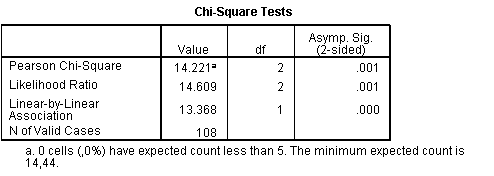 Chi-Square Tests
Value df Asymp. Sig. (2-sided)
Pearson Chi-Square 14.221a 2 .001
Likelihood Ratio 14.609 2 .001
Linear-by-Linear Association 13.368 1 .000
N of Valid Cases 108
a. 0 cells (,0%) have expected count less than 5. The minimum expected count is
14,44.